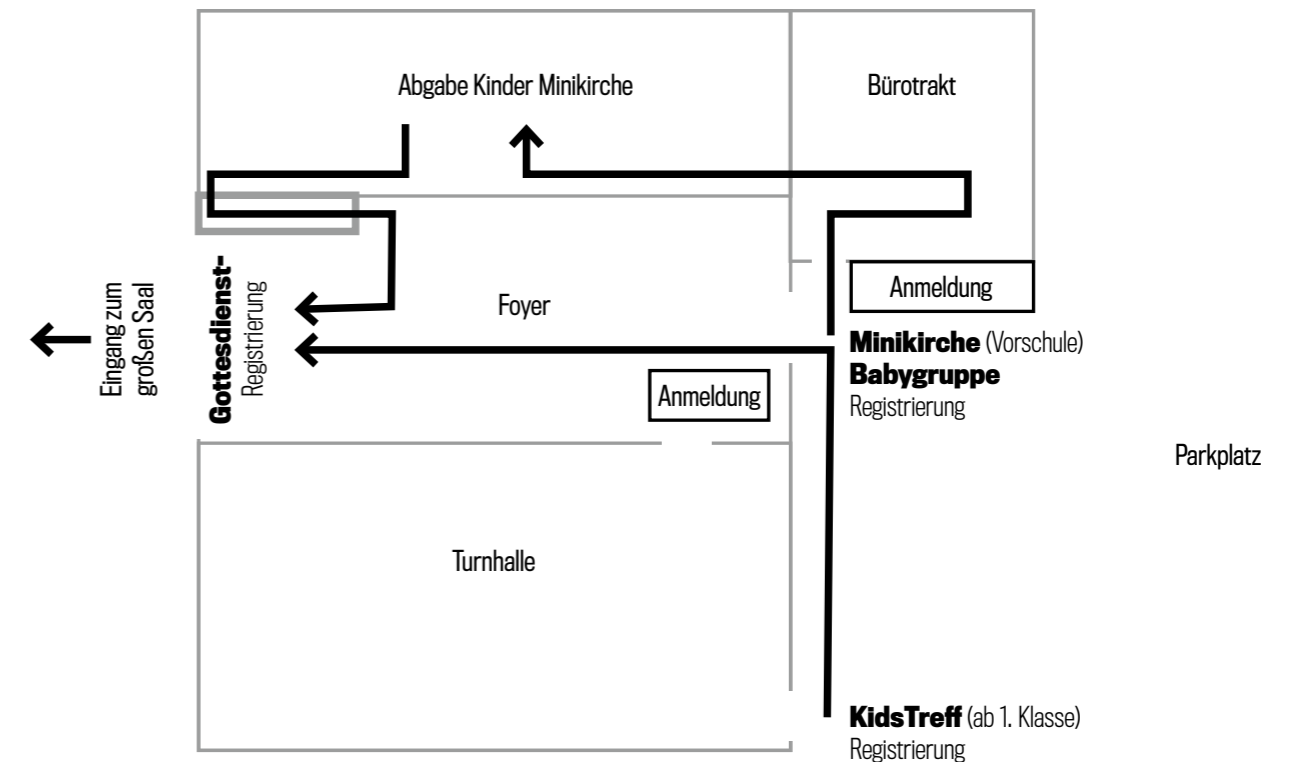 Abgabe Kinder Minikirche
Bürotrakt
Anmeldung
Foyer
Eingang zum
großen Saal
Gottesdienst-
Registrierung
Minikirche (Vorschule)
Babygruppe
Registrierung
Anmeldung
Parkplatz
Turnhalle
KidsTreff (ab 1. Klasse)
Registrierung